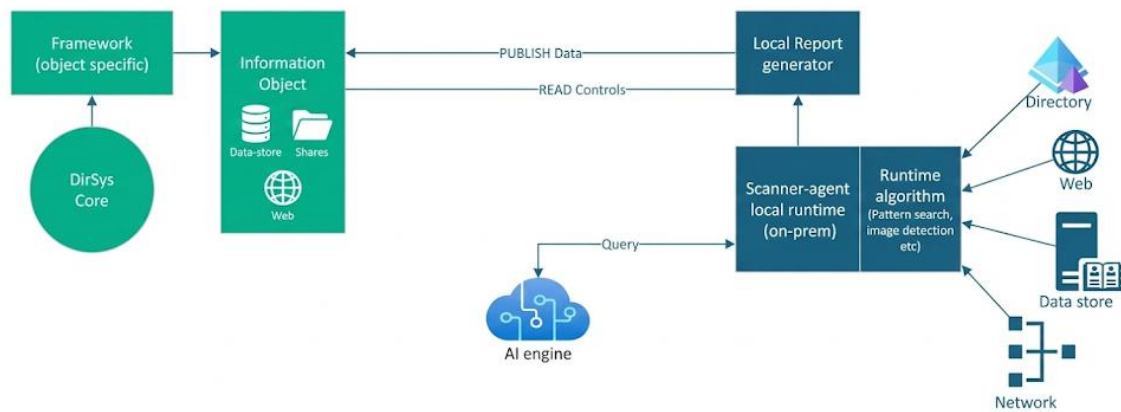 Framework
(object specific)
DirSys
Core
Information
Object
Data-store
Shares
Web
PUBLISH Data
READ Controls
Query
AI engine
Local Report
generator
Scanner-agent
local runtime
(on-prem)
Runtime
algorithm
(Pattern search,
image detection
etc)
Directory
Web
Data store
Network